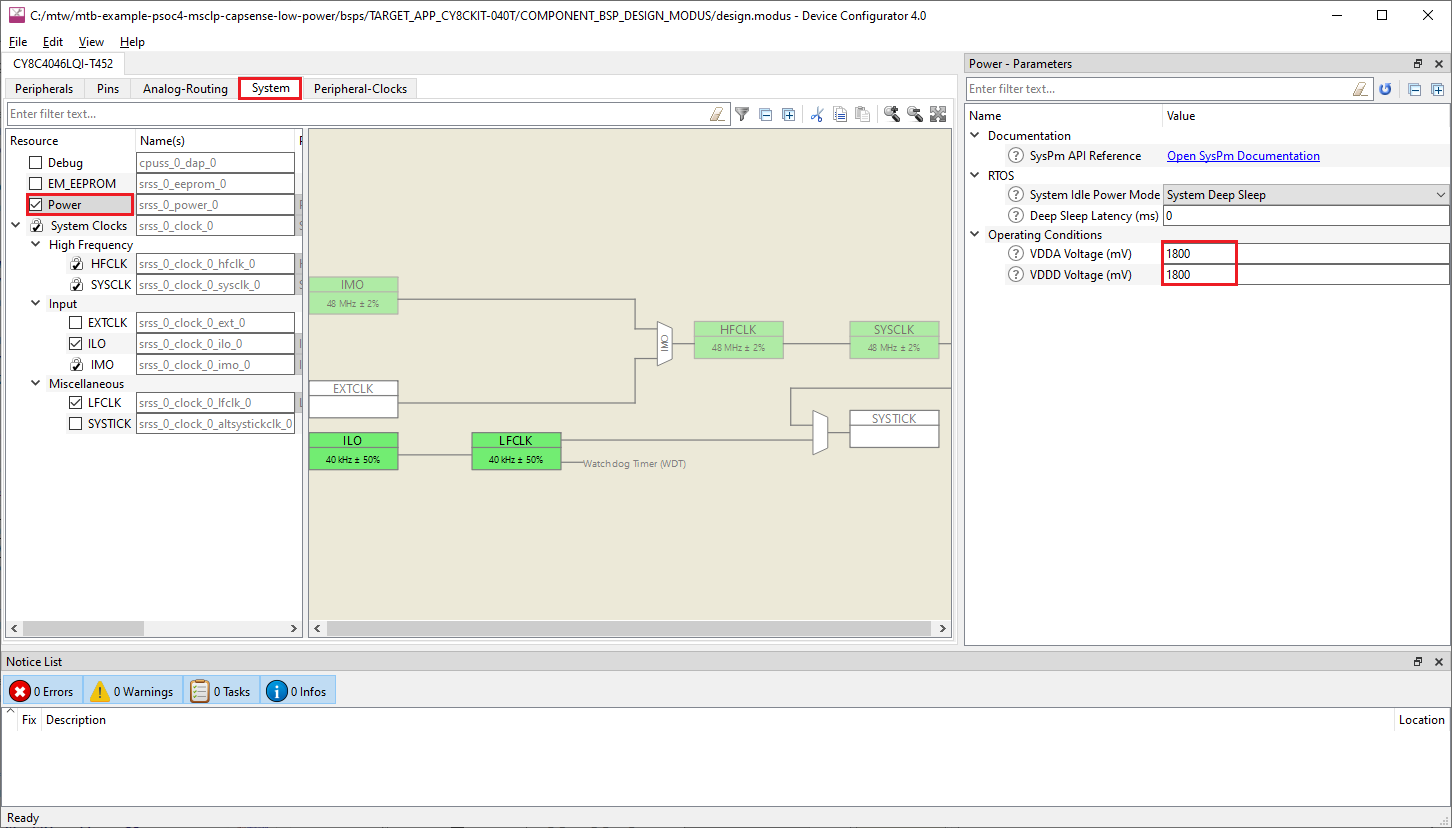 C:/mtw/mtb-example-psoc4-msclp-capsense-low-power/bsps/TARGET_APP_CY8CKIT-040T/COMPONENT_BSP_DESIGN_MODUS/design.modus - Device Configurator 4.0
File Edit View Help
CY8C4046LQI-T452
Peripherals Pins Analog-Routing System Peripheral-Clocks
Enter filter text...
Resource Name(s)
Debug cpuss_0_dap_0
EM_EEPROM srss_0_eeprom_0
Power srss_0_power_0
System Clocks srss_0_clock_0
High Frequency
HFCLK srss_0_clock_0_hfclk_0
SYSCLK srss_0_clock_0_sysclk_0
Input
EXTCLK srss_0_clock_0_ext_0
ILO srss_0_clock_0_ilo_0
IMO srss_0_clock_0_imo_0
Miscellaneous
LFCLK srss_0_clock_0_lfclk_0
SYSTICK srss_0_clock_0_altsystickclk_0
IMO
48 MHz ± 2%
IMO
HFCLK
48 MHz ± 2%
SYSCLK
48 MHz ± 2%
EXTCLK
SYSTICK
ILO
40 kHz ± 50%
LFCLK
40 kHz ± 50%
Watchdog Timer (WDT)
Power - Parameters
Enter filter text...
Name Value
Documentation
SysPm API Reference Open SysPm Documentation
RTOS
System Idle Power Mode System Deep Sleep
Deep Sleep Latency (ms) 0
Operating Conditions
VDDA Voltage (mV) 1800
VDDD Voltage (mV) 1800
Notice List
0 Errors 0 Warnings 0 Tasks 0 Infos
Fix Description Location
Ready